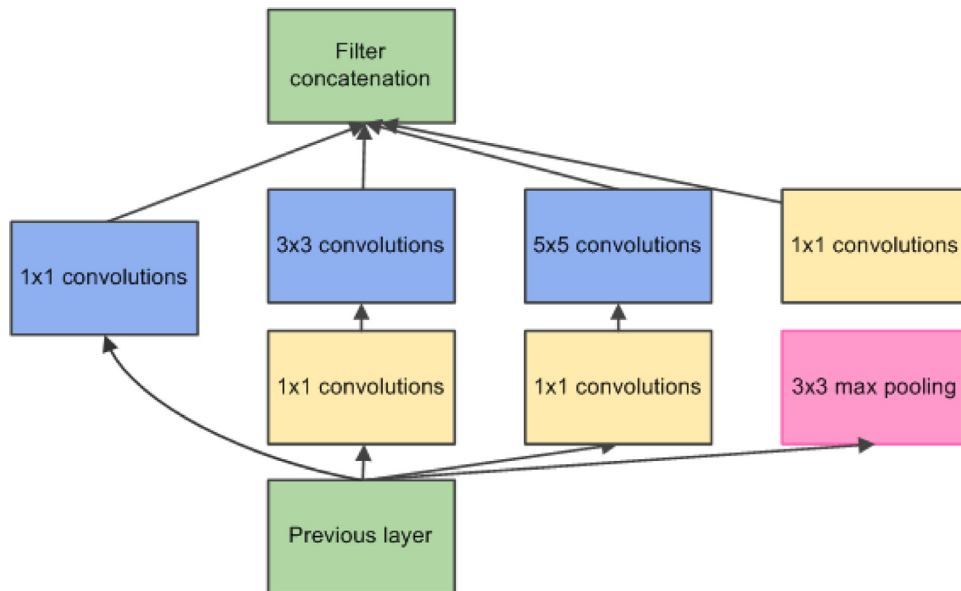 Filter
concatenation
1x1 convolutions
3x3 convolutions
5x5 convolutions
1x1 convolutions
1x1 convolutions
1x1 convolutions
3x3 max pooling
Previous layer